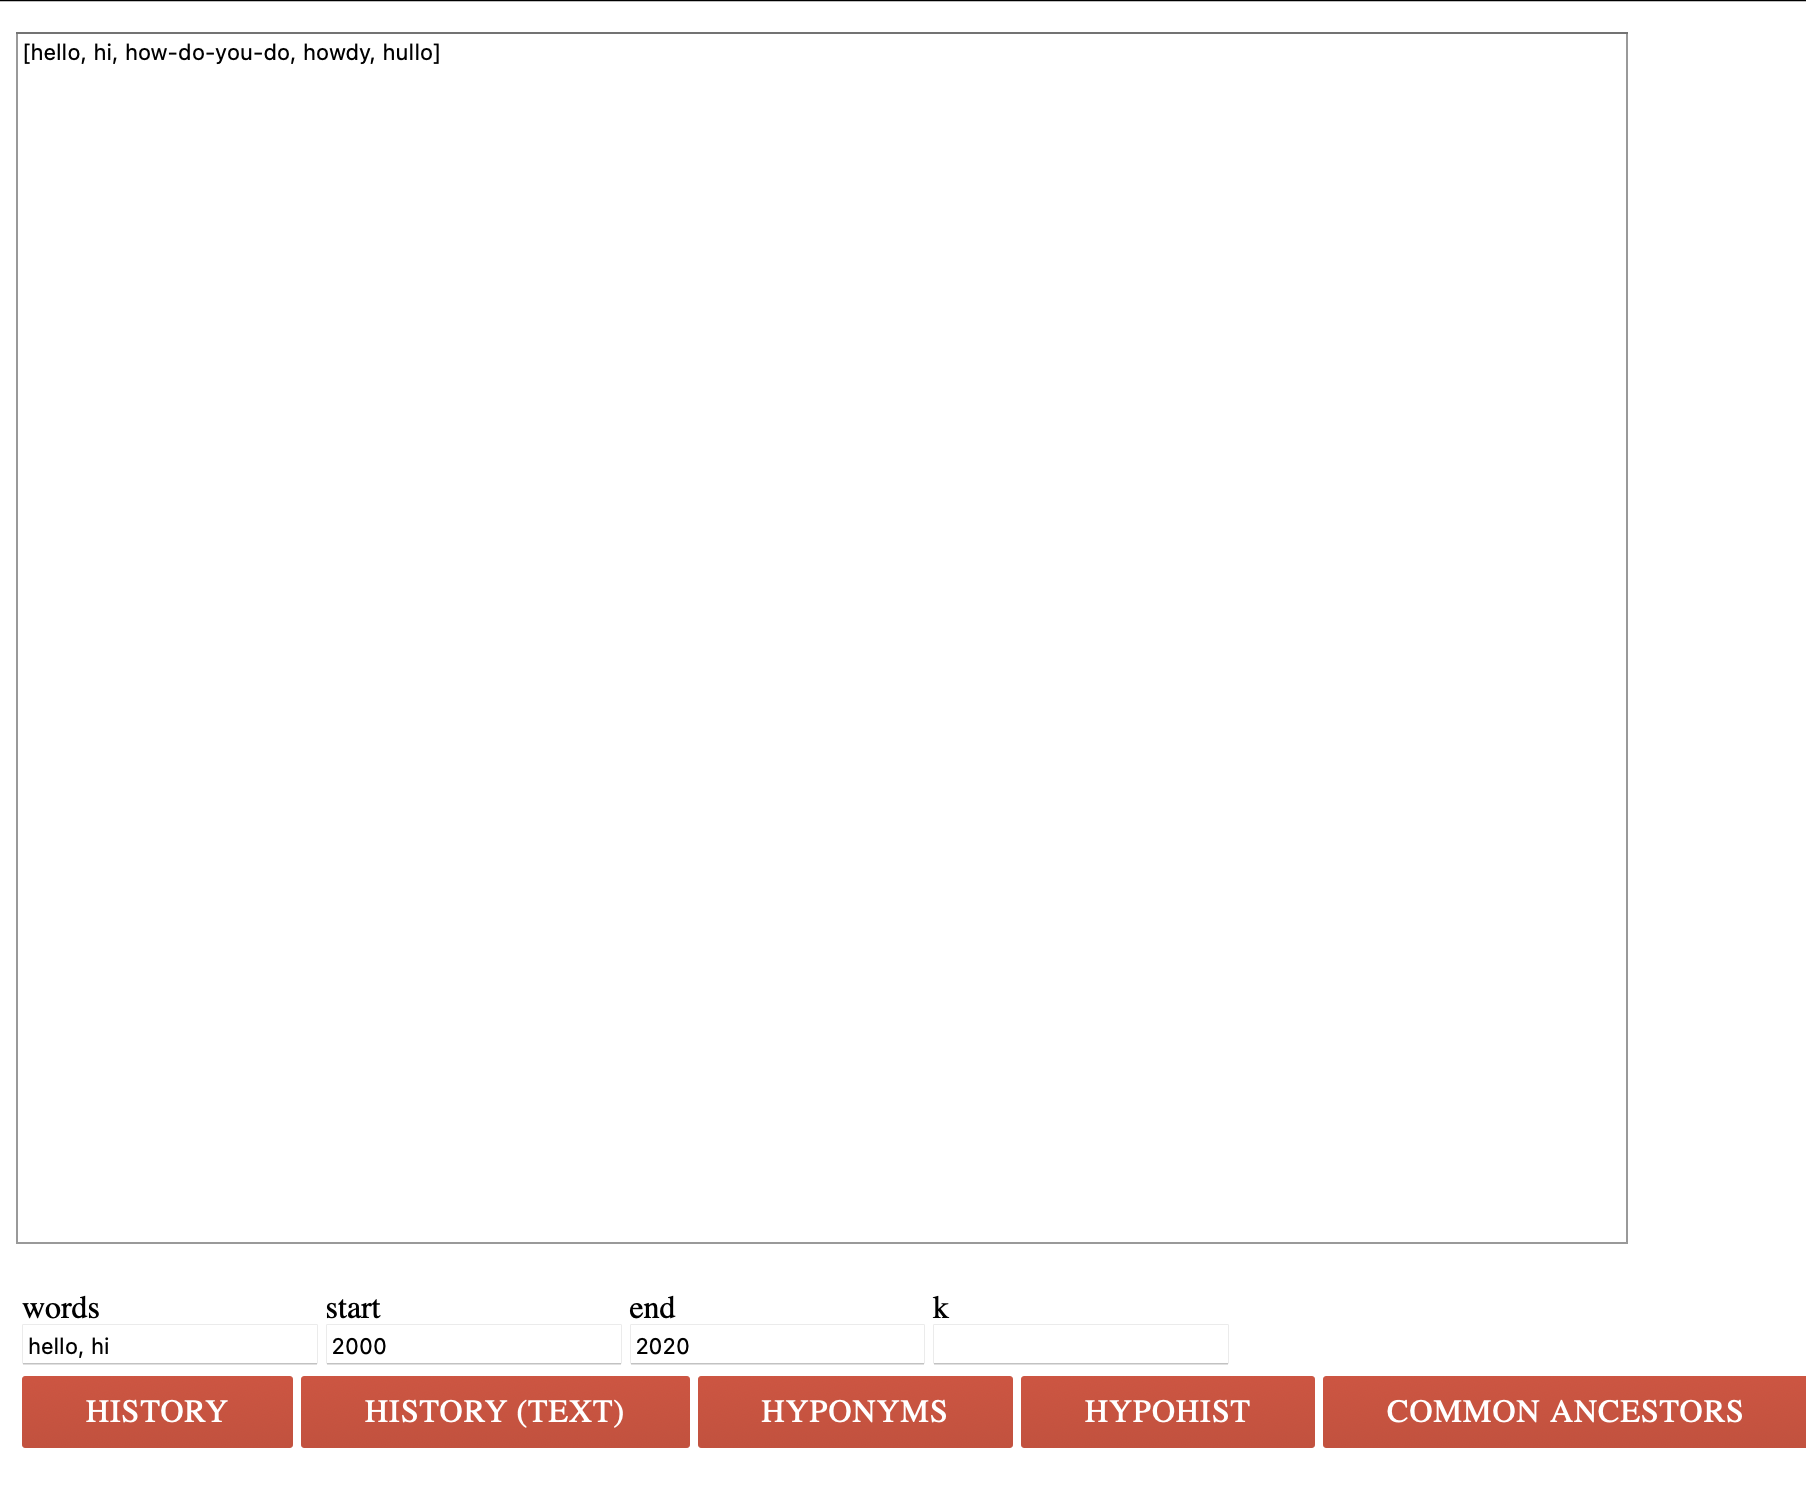 [hello, hi, how-do-you-do, howdy, hullo]
words start end k
hello, hi 2000 2020
HISTORY HISTORY (TEXT) HYPONYMS HYPOHIST COMMON ANCESTORS